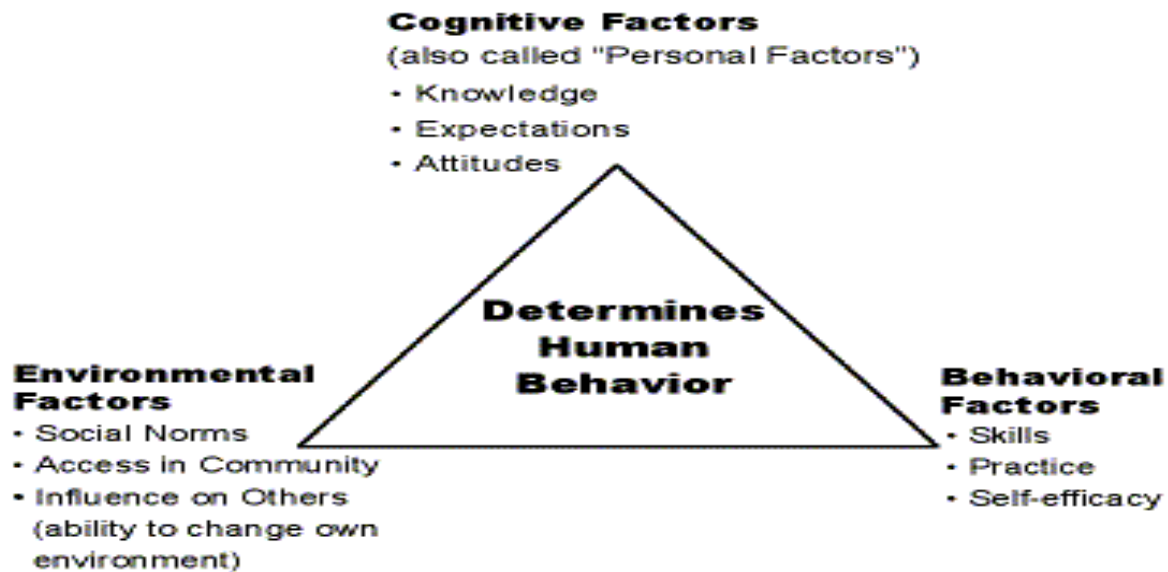 Cognitive Factors
(also called "Personal Factors")
• Knowledge
• Expectations
• Attitudes
Determines
Human
Behavior
Environmental
Factors
• Social Norms
• Access in Community
• Influence on Others
(ability to change own
environment)
Behavioral
Factors
• Skills
• Practice
• Self-efficacy